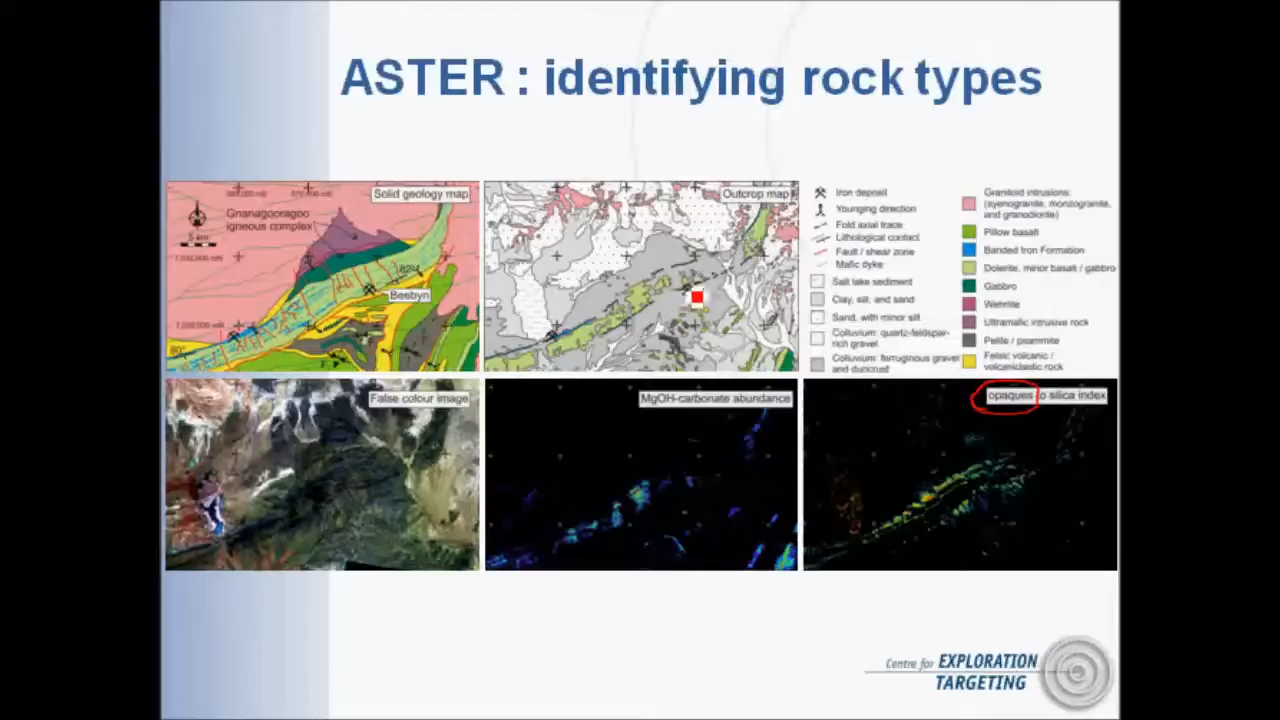 ASTER : identifying rock types
Solid geology map
Gnanagooragoo
igneous complex
5 km
Beebyn
80°
Outcrop map
Iron deposit
Younging direction
Fold axial trace
Lithological contact
Fault / shear zone
Mafic dyke
Salt lake sediment
Clay, silt, and sand
Sand, with minor silt
Colluvium: quartz-feldspar-
rich gravel
Colluvium: ferruginous gravel
and duricrust
Granitoid intrusions:
(syenogranite, monzogranite,
and granodiorite)
Pillow basalt
Banded Iron Formation
Dolerite, minor basalt / gabbro
Gabbro
Wehrlite
Ultramafic intrusive rock
Pelite / psammite
Felsic volcanic /
volcaniclastic rock
False colour image
MgOH-carbonate abundance
opaques to silica index
Centre for EXPLORATION
TARGETING